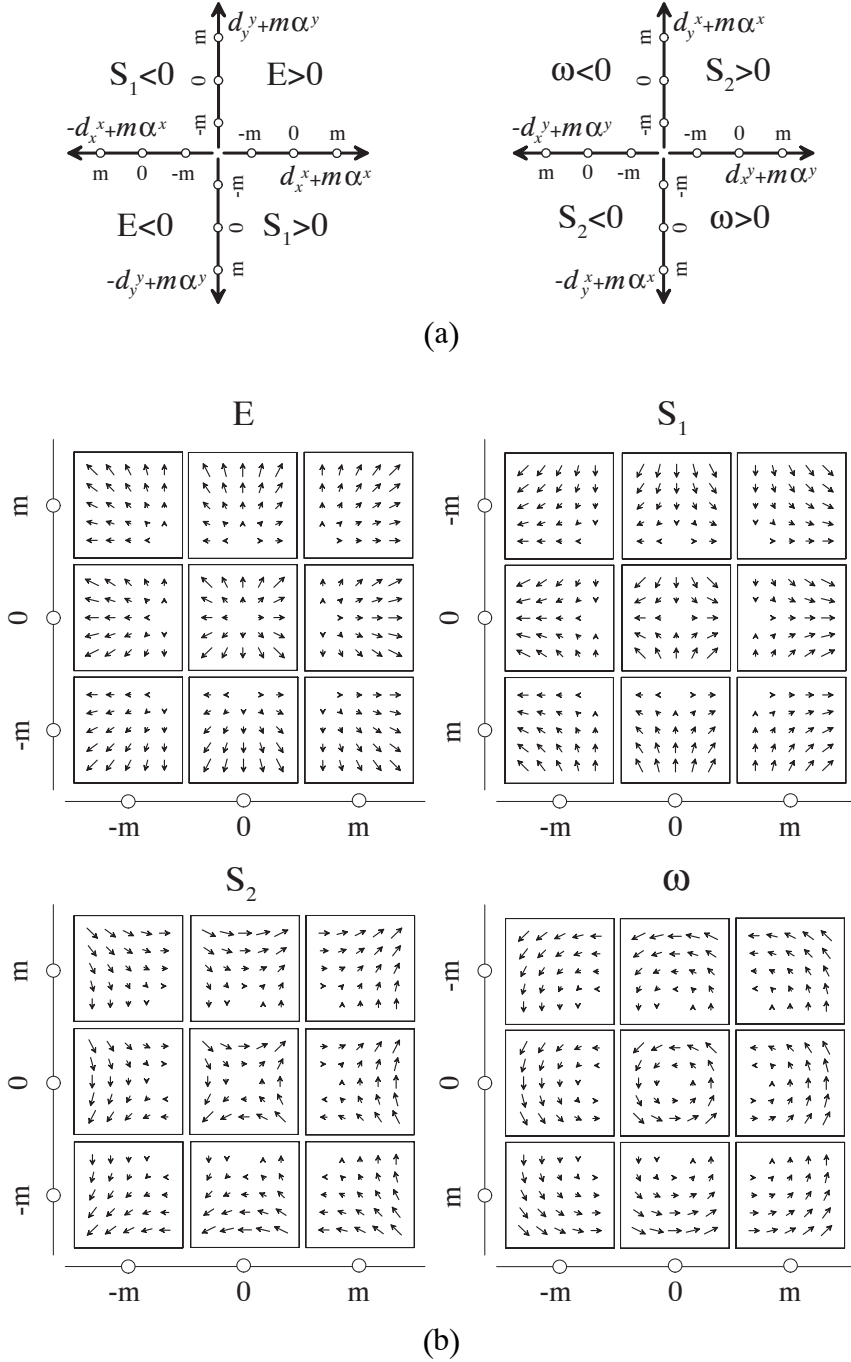 d_y^y+mα^y
d_y^x+mα^x
m
m
S_1<0
0
E>0
ω<0
0
S_2>0
-m
-m
-d_x^x+mα^x
-m
0
m
-d_x^y+mα^y
-m
0
m
m
0
-m
d_x^x+mα^x
m
0
-m
d_x^y+mα^y
-m
-m
E<0
0
S_1>0
S_2<0
0
ω>0
-d_y^y+mα^y
m
-d_y^x+mα^x
m
(a)
E
S_1
m
-m
0
0
-m
m
-m
0
m
-m
0
m
S_2
ω
m
-m
0
0
-m
m
-m
0
m
-m
0
m
(b)